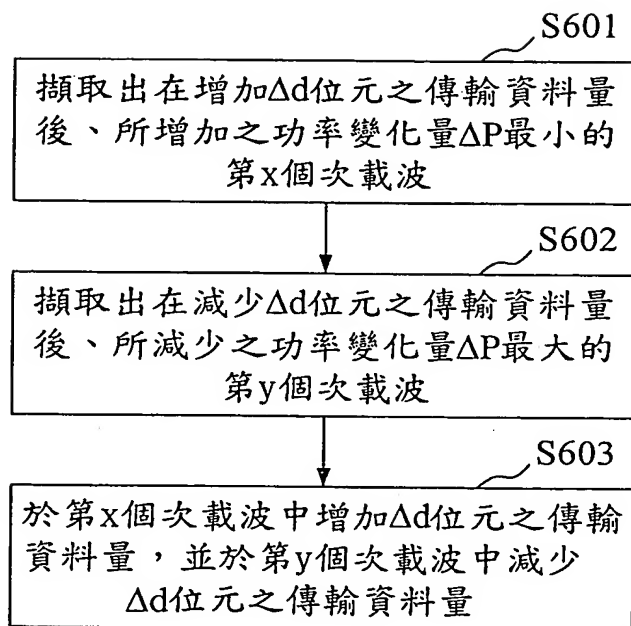 S601
擷取出在增加Δd位元之傳輸資料量
後、所增加之功率變化量ΔP最小的
第x個次載波
S602
擷取出在減少Δd位元之傳輸資料量
後、所減少之功率變化量ΔP最大的
第y個次載波
S603
於第x個次載波中增加Δd位元之傳輸
資料量，並於第y個次載波中減少
Δd位元之傳輸資料量